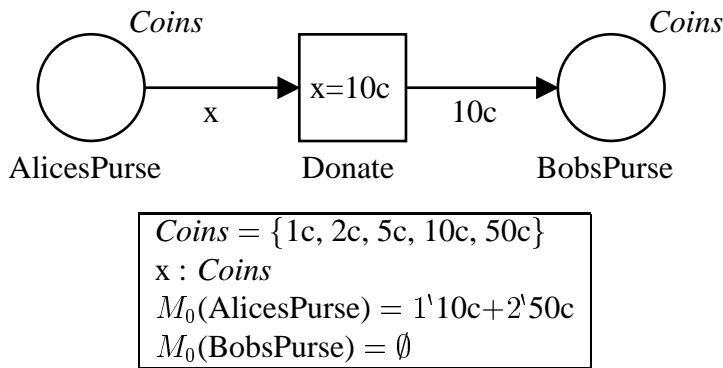 Coins
Coins
x=10c
x
10c
AlicesPurse
Donate
BobsPurse
Coins = {1c, 2c, 5c, 10c, 50c}
x : Coins
M₀(AlicesPurse) = 1‵10c+2‵50c
M₀(BobsPurse) = ∅